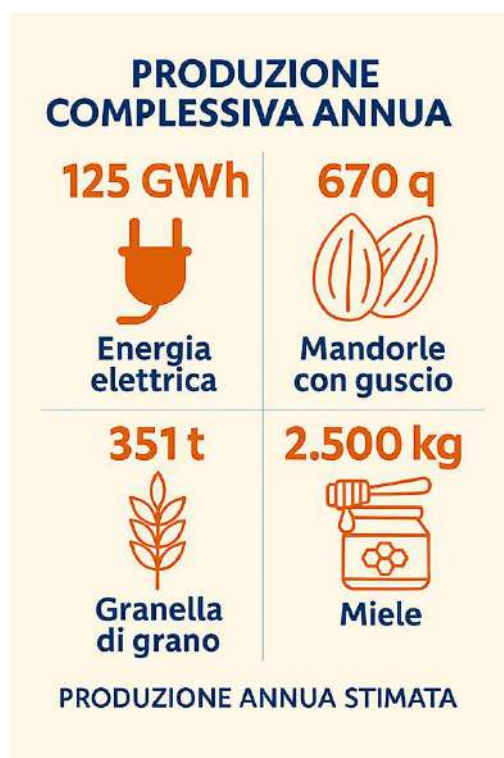 PRODUZIONE
COMPLESSIVA ANNUA
125 GWh
Energia
elettrica
670 q
Mandorle
con guscio
351 t
Granella
di grano
2.500 kg
Miele
PRODUZIONE ANNUA STIMATA